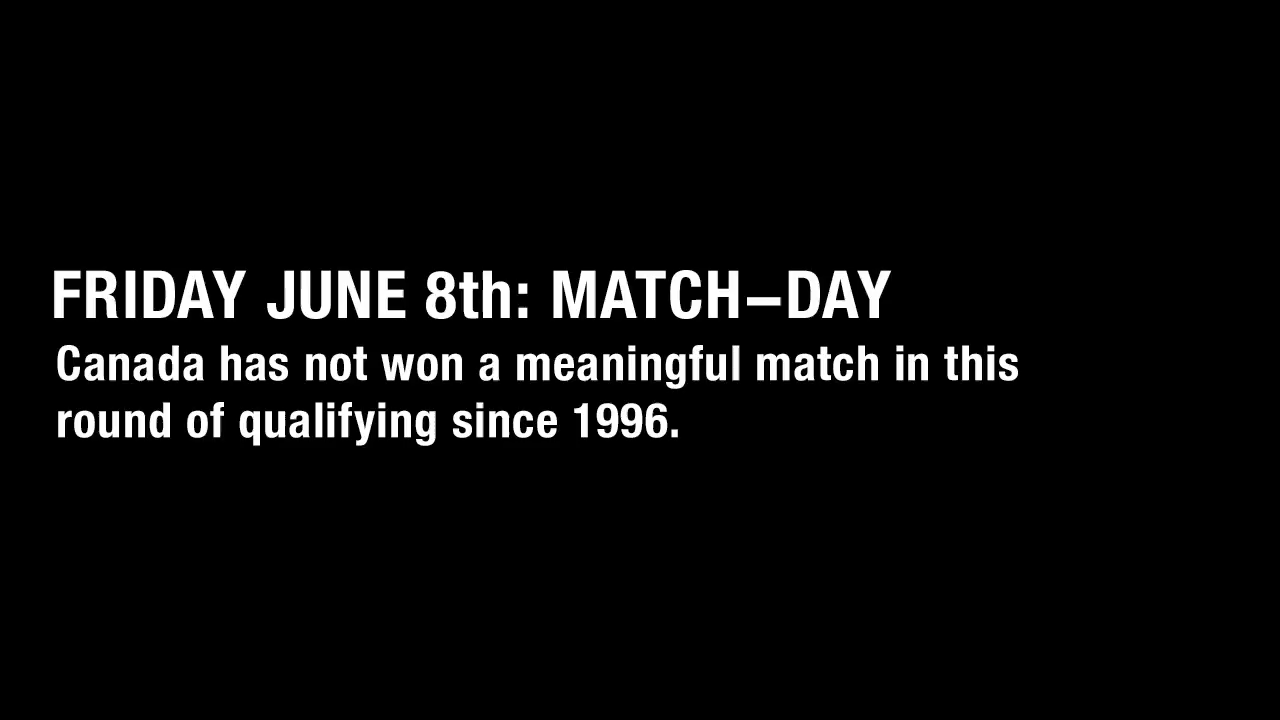 FRIDAY JUNE 8th: MATCH–DAY
Canada has not won a meaningful match in this
round of qualifying since 1996.